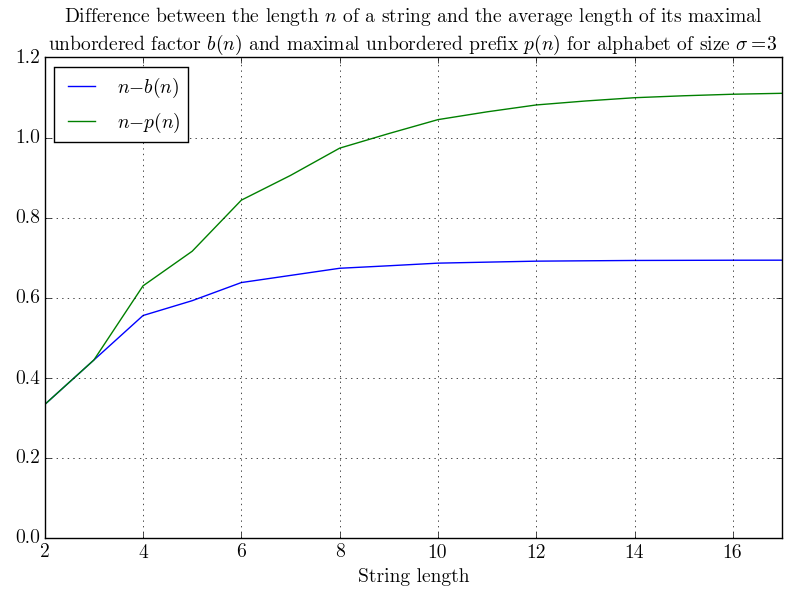 Difference between the length n of a string and the average length of its maximal
unbordered factor b(n) and maximal unbordered prefix p(n) for alphabet of size σ=3
1.2
n−b(n)
n−p(n)
1.0
0.8
0.6
0.4
0.2
0.0
2 4 6 8 10 12 14 16
String length